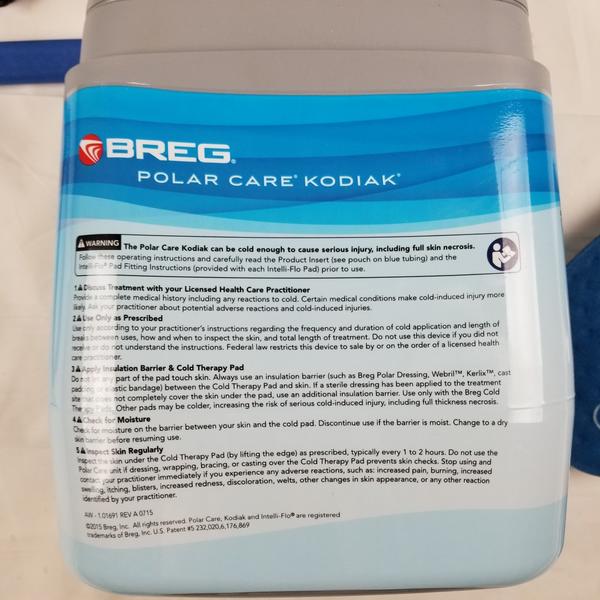 BREG®
POLAR CARE® KODIAK®
WARNING The Polar Care Kodiak can be cold enough to cause serious injury, including full skin necrosis.
Follow these operating instructions and carefully read the Product Insert (see pouch on blue tubing) and the
Intelli-Flo® Pad Fitting Instructions (provided with each Intelli-Flo Pad) prior to use.
1 Discuss Treatment with your Licensed Health Care Practitioner
Provide a complete medical history including any reactions to cold. Certain medical conditions make cold-induced injury more
likely. Ask your practitioner about potential adverse reactions and cold-induced injuries.
2 Use Only as Prescribed
Use only according to your practitioner's instructions regarding the frequency and duration of cold application and length of
breaks between uses, how and when to inspect the skin, and total length of treatment. Do not use this device if you did not
receive or do not understand the instructions. Federal law restricts this device to sale by or on the order of a licensed health
care practitioner.
3 Apply Insulation Barrier & Cold Therapy Pad
Do not let any part of the pad touch skin. Always use an insulation barrier (such as Breg Polar Dressing, Webril™, Kerlix™, cast
padding or elastic bandage) between the Cold Therapy Pad and skin. If a sterile dressing has been applied to the treatment
site that does not completely cover the skin under the pad, use an additional insulation barrier. Use only with the Breg Cold
Therapy Pads. Other pads may be colder, increasing the risk of serious cold-induced injury, including full thickness necrosis.
4 Check for Moisture
Check for moisture on the barrier between your skin and the cold pad. Discontinue use if the barrier is moist. Change to a dry
skin barrier before resuming use.
5 Inspect Skin Regularly
Inspect the skin under the Cold Therapy Pad (by lifting the edge) as prescribed, typically every 1 to 2 hours. Do not use the
Polar Care unit if dressing, wrapping, bracing, or casting over the Cold Therapy Pad prevents skin checks. Stop using and
contact your practitioner immediately if you experience any adverse reactions, such as: increased pain, burning, increased
swelling, itching, blisters, increased redness, discoloration, welts, other changes in skin appearance, or any other reaction
identified by your practitioner.
AW - 1.01691 REV A 0715
©2015 Breg, Inc. All rights reserved. Polar Care, Kodiak and Intelli-Flo® are registered
trademarks of Breg, Inc. U.S. Patent #5 232,020,6,176,869